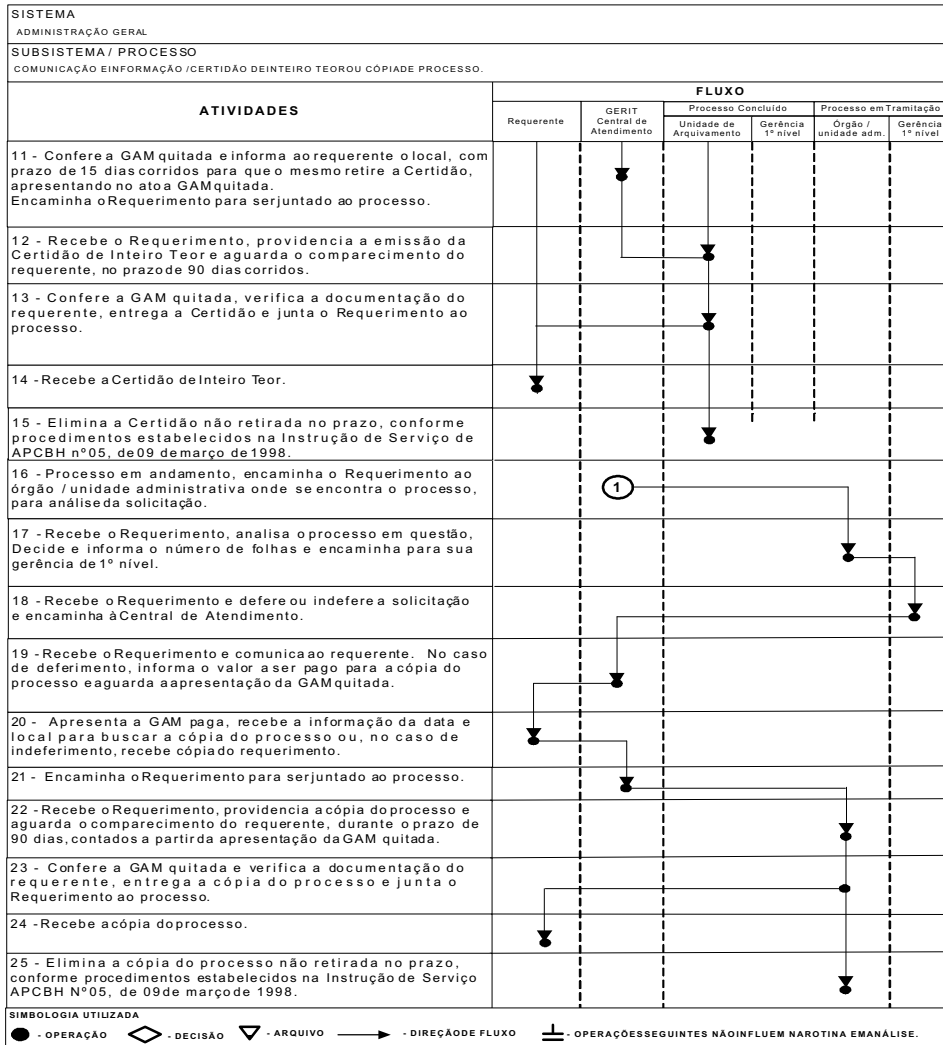 SISTEMA
ADMINISTRAÇÃO GERAL
SUBSISTEMA / PROCESSO
COMUNICAÇÃO EINFORMAÇÃO /CERTIDÃO DEINTEIRO TEOROU CÓPIADE PROCESSO.
ATIVIDADES
FLUXO
Requerente
GERIT
Central de
Atendimento
Processo Concluído
Unidade de
Arquivamento
Gerência
1º nível
Processo em Tramitação
Órgão /
unidade adm.
Gerência
1º nível
11 - Confere a GAM quitada e informa ao requerente o local, com
prazo de 15 dias corridos para que o mesmo retire a Certidão,
apresentando no ato a GAM quitada.
Encaminha o Requerimento para ser juntado ao processo.
12 - Recebe o Requerimento, providencia a emissão da
Certidão de Inteiro Teor e aguarda o comparecimento do
requerente, no prazo de 90 dias corridos.
13 - Confere a GAM quitada, verifica a documentação do
requerente, entrega a Certidão e junta o Requerimento ao
processo.
14 - Recebe a Certidão de Inteiro Teor.
15 - Elimina a Certidão não retirada no prazo, conforme
procedimentos estabelecidos na Instrução de Serviço de
APCBH nº05, de 09 de março de 1998.
16 - Processo em andamento, encaminha o Requerimento ao
órgão / unidade administrativa onde se encontra o processo,
para análise da solicitação.
1
17 - Recebe o Requerimento, analisa o processo em questão,
Decide e informa o número de folhas e encaminha para sua
gerência de 1º nível.
18 - Recebe o Requerimento e defere ou indefere a solicitação
e encaminha à Central de Atendimento.
19 - Recebe o Requerimento e comunica ao requerente. No caso
de deferimento, informa o valor a ser pago para a cópia do
processo e aguarda a apresentação da GAM quitada.
20 - Apresenta a GAM paga, recebe a informação da data e
local para buscar a cópia do processo ou, no caso de
indeferimento, recebe cópia do requerimento.
21 - Encaminha o Requerimento para ser juntado ao processo.
22 - Recebe o Requerimento, providencia a cópia do processo e
aguarda o comparecimento do requerente, durante o prazo de
90 dias, contados a partir da apresentação da GAM quitada.
23 - Confere a GAM quitada e verifica a documentação do
requerente, entrega a cópia do processo e junta o
Requerimento ao processo.
24 - Recebe a cópia do processo.
25 - Elimina a cópia do processo não retirada no prazo,
conforme procedimentos estabelecidos na Instrução de Serviço
APCBH Nº05, de 09 de março de 1998.
SIMBOLOGIA UTILIZADA
- OPERAÇÃO - DECISÃO - ARQUIVO - DIREÇÃO DE FLUXO - OPERAÇÕES SEGUINTES NÃO INFLUEM NA ROTINA EM ANÁLISE.